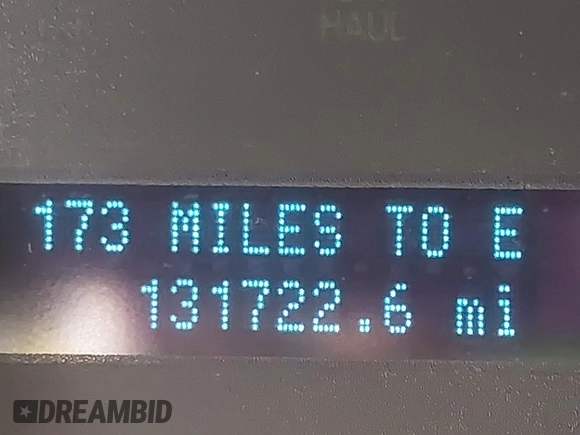 HAUL
173 MILES TO E
131722.6 mi
DREAMBID